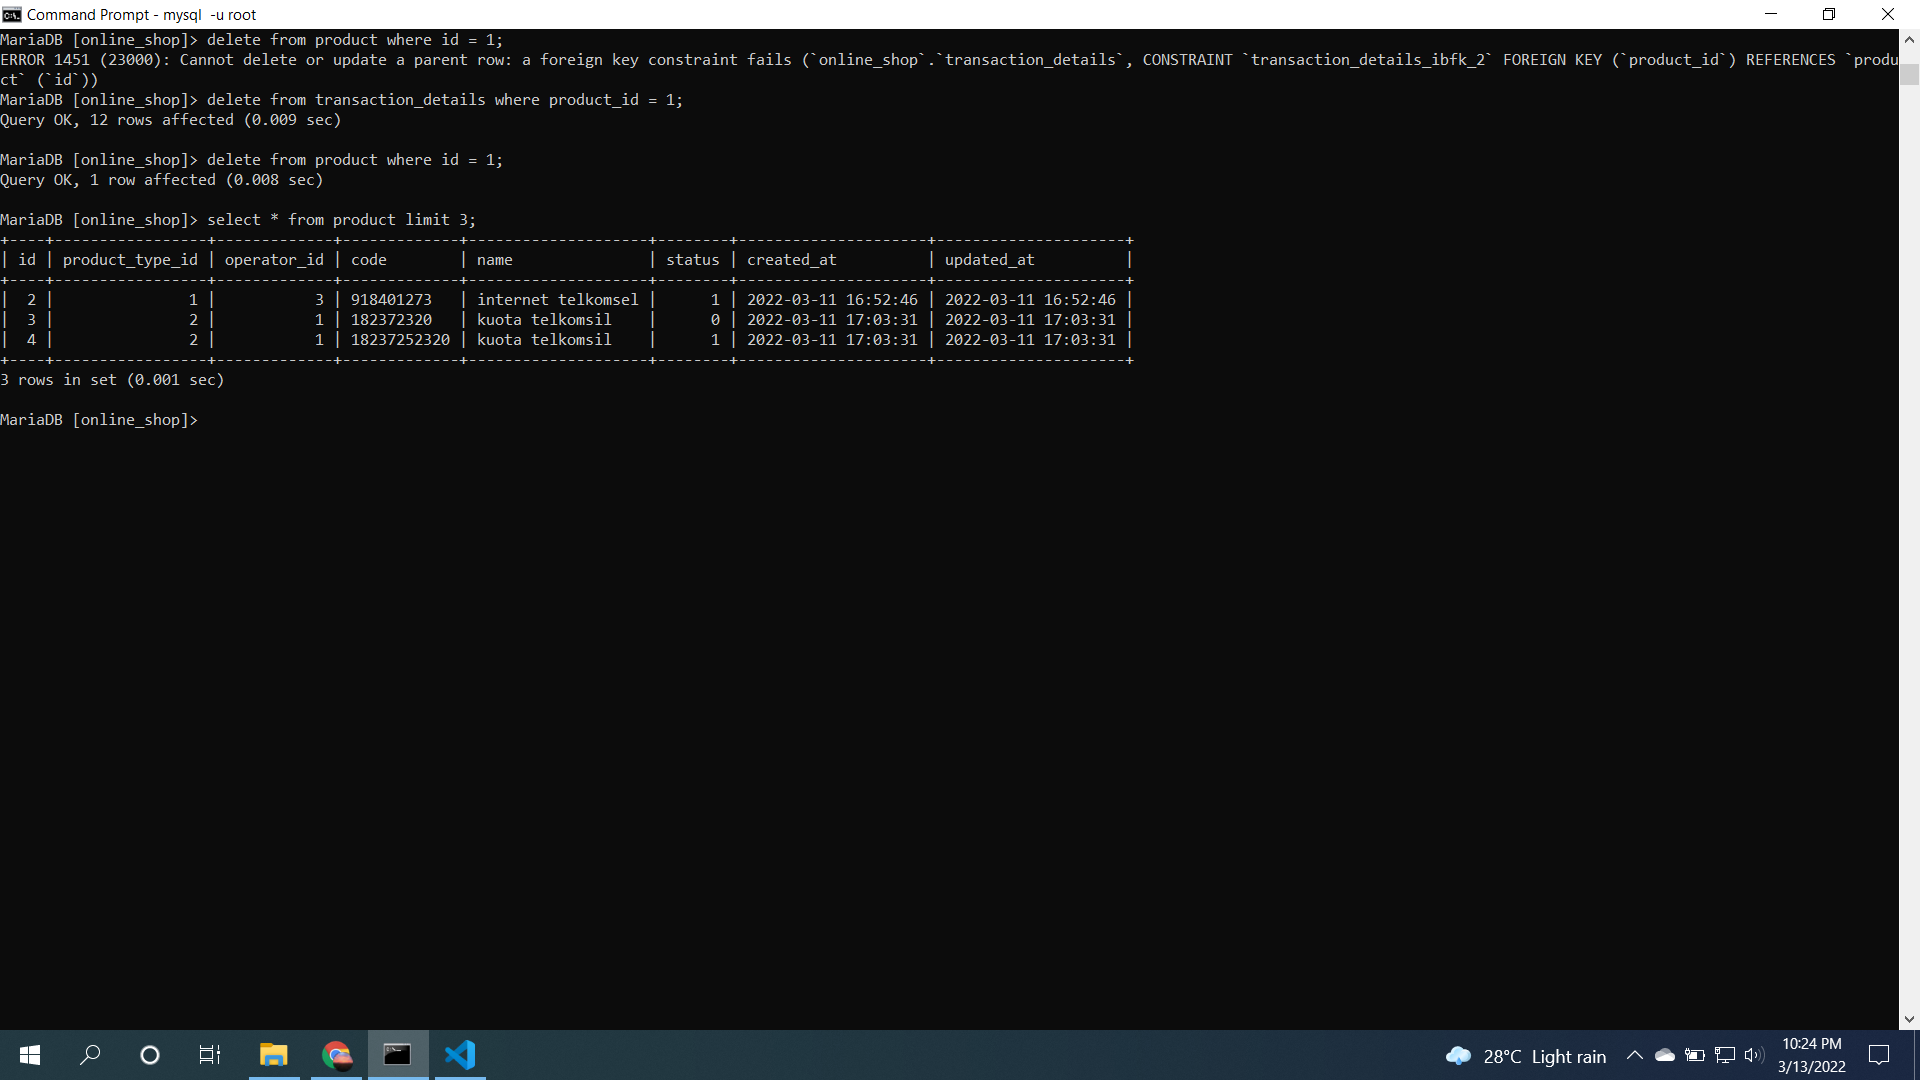 Command Prompt - mysql  -u root
MariaDB [online_shop]> delete from product where id = 1;
ERROR 1451 (23000): Cannot delete or update a parent row: a foreign key constraint fails (`online_shop`.`transaction_details`, CONSTRAINT `transaction_details_ibfk_2` FOREIGN KEY (`product_id`) REFERENCES `produ
ct` (`id`))
MariaDB [online_shop]> delete from transaction_details where product_id = 1;
Query OK, 12 rows affected (0.009 sec)

MariaDB [online_shop]> delete from product where id = 1;
Query OK, 1 row affected (0.008 sec)

MariaDB [online_shop]> select * from product limit 3;
+----+-----------------+-------------+-------------+--------------------+--------+---------------------+---------------------+
| id | product_type_id | operator_id | code        | name               | status | created_at          | updated_at          |
+----+-----------------+-------------+-------------+--------------------+--------+---------------------+---------------------+
|  2 |               1 |           3 | 918401273   | internet telkomsel |      1 | 2022-03-11 16:52:46 | 2022-03-11 16:52:46 |
|  3 |               2 |           1 | 182372320   | kuota telkomsil    |      0 | 2022-03-11 17:03:31 | 2022-03-11 17:03:31 |
|  4 |               2 |           1 | 18237252320 | kuota telkomsil    |      1 | 2022-03-11 17:03:31 | 2022-03-11 17:03:31 |
+----+-----------------+-------------+-------------+--------------------+--------+---------------------+---------------------+
3 rows in set (0.001 sec)

MariaDB [online_shop]>
28°C  Light rain
10:24 PM
3/13/2022